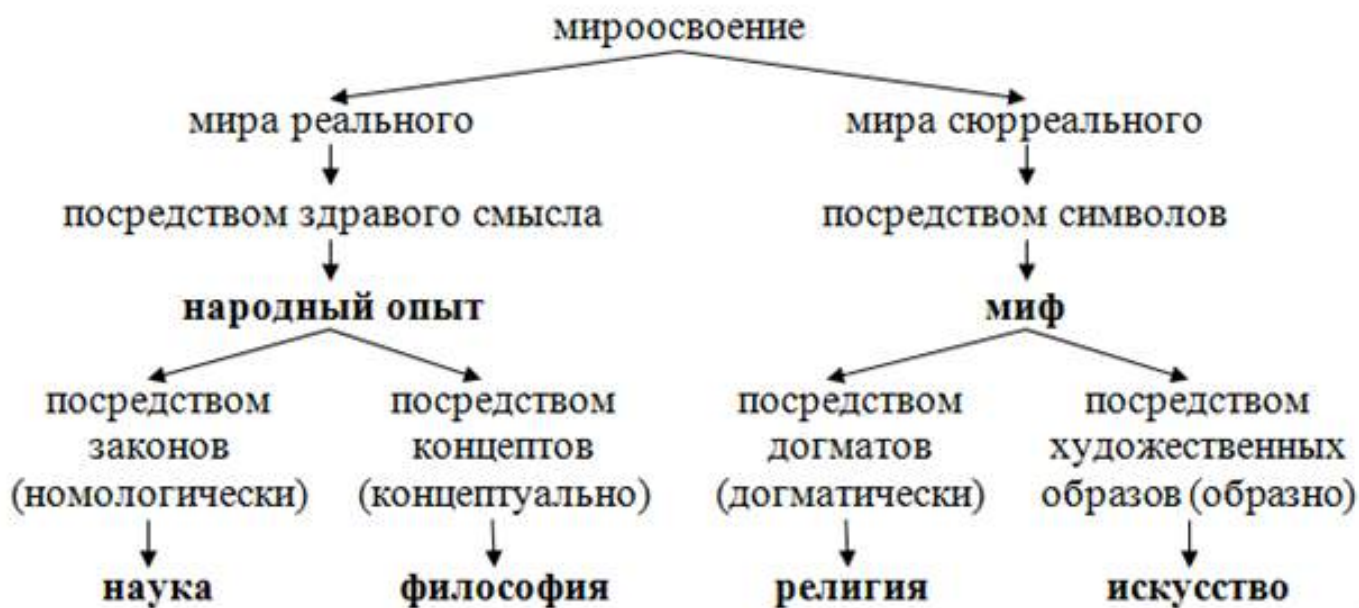 мироосвоение
мира реального
мира сюрреального
посредством здравого смысла
посредством символов
народный опыт
миф
посредством
законов
(номологически)
посредством
концептов
(концептуально)
посредством
догматов
(догматически)
посредством
художественных
образов (образно)
наука
философия
религия
искусство